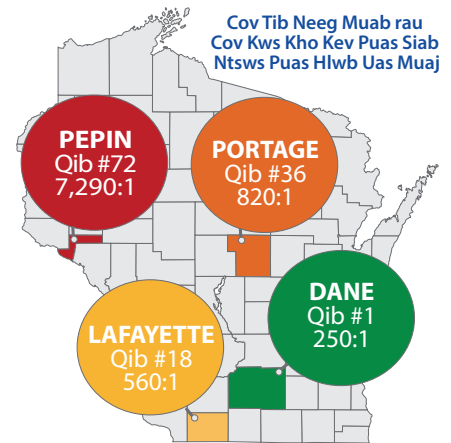 Cov Tib Neeg Muab rau
Cov Kws Kho Kev Puas Siab
Ntsws Puas Hlwb Uas Muaj
PEPIN
Qib #72
7,290:1
PORTAGE
Qib #36
820:1
DANE
Qib #1
250:1
LAFAYETTE
Qib #18
560:1